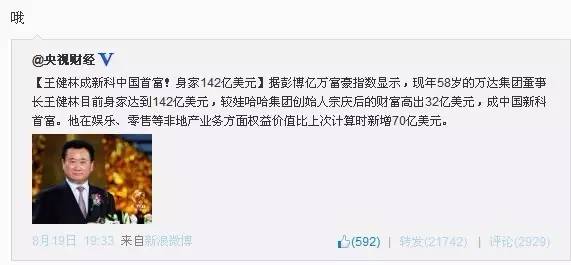 哦
@央视财经
【王健林成新科中国首富！身家142亿美元】据彭博亿万富豪指数显示，现年58岁的万达集团董事
长王健林目前身家达到142亿美元，较娃哈哈集团创始人宗庆后的财富高出32亿美元，成中国新科
首富。他在娱乐、零售等非地产业务方面权益价值比上次计算时新增70亿美元。
8月19日 19:33 来自新浪微博 (592) | 转发(21742) | 评论(2929)